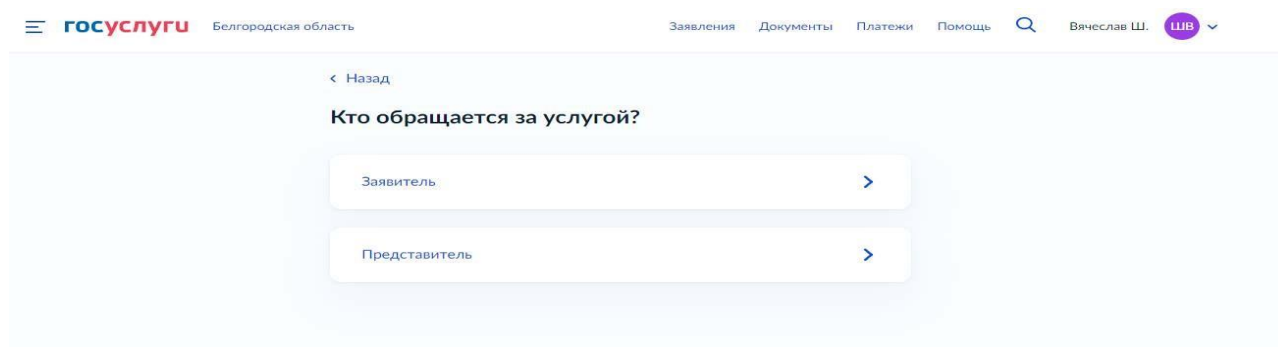 госуслуги Белгородская область Заявления Документы Платежи Помощь Вячеслав Ш. ШВ
Назад
Кто обращается за услугой?
Заявитель
Представитель